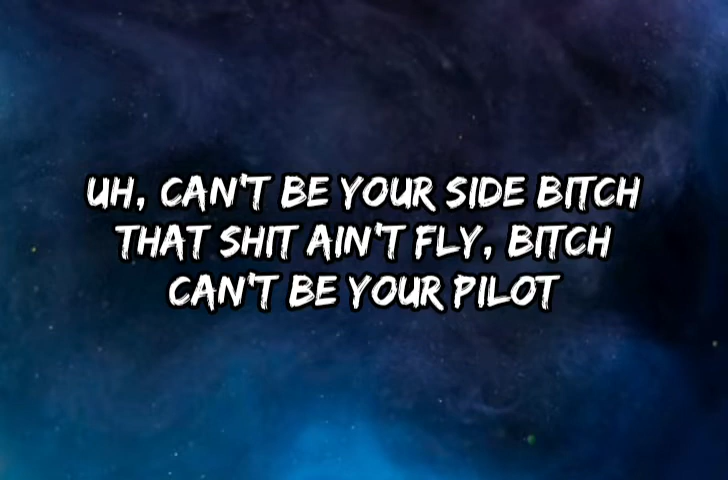 UH, CAN'T BE YOUR SIDE BITCH
THAT SHIT AIN'T FLY, BITCH
CAN'T BE YOUR PILOT